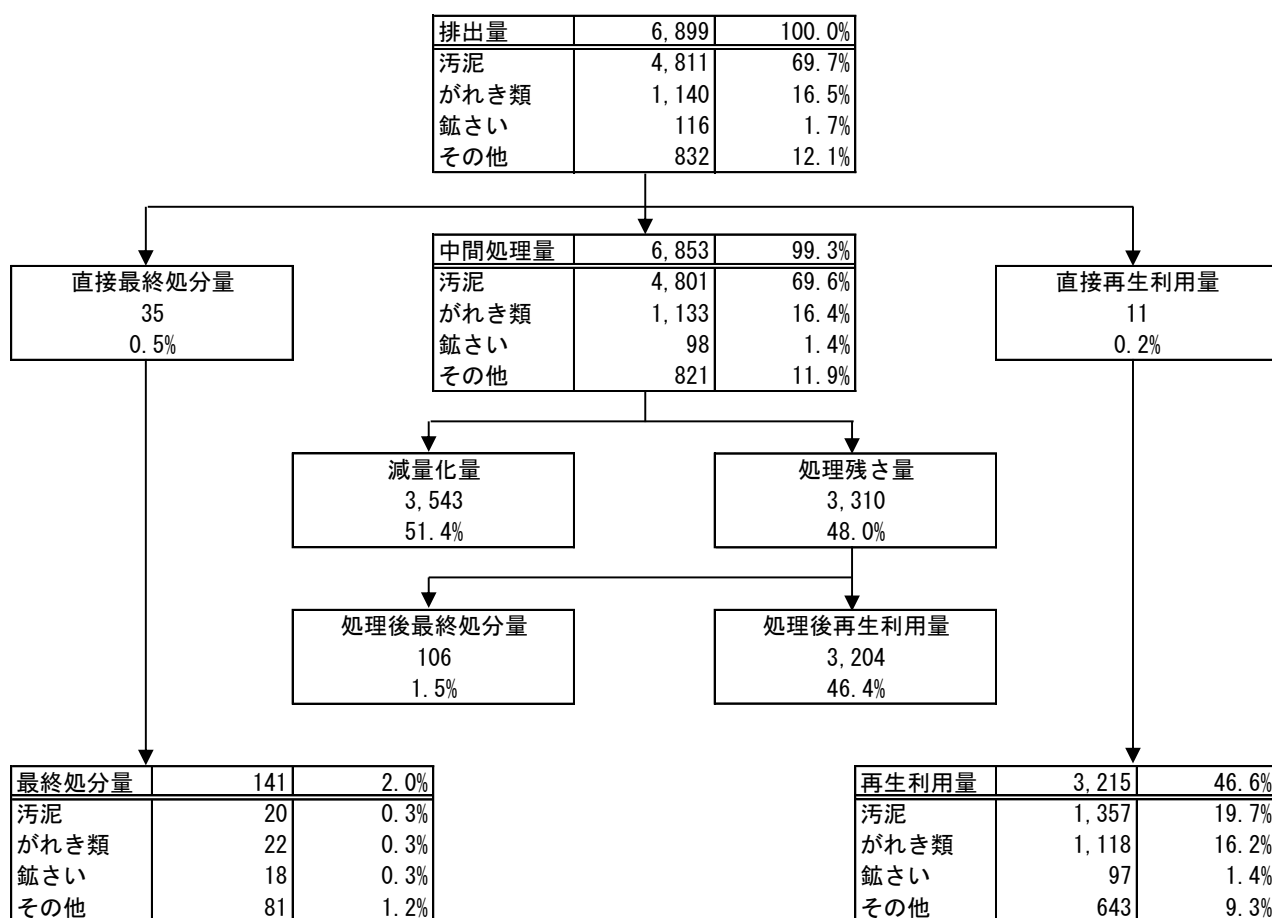 排出量 6,899 100.0%
汚泥 4,811 69.7%
がれき類 1,140 16.5%
鉱さい 116 1.7%
その他 832 12.1%
中間処理量 6,853 99.3%
汚泥 4,801 69.6%
がれき類 1,133 16.4%
鉱さい 98 1.4%
その他 821 11.9%
直接最終処分量
35
0.5%
直接再生利用量
11
0.2%
減量化量
3,543
51.4%
処理残さ量
3,310
48.0%
処理後最終処分量
106
1.5%
処理後再生利用量
3,204
46.4%
最終処分量 141 2.0%
汚泥 20 0.3%
がれき類 22 0.3%
鉱さい 18 0.3%
その他 81 1.2%
再生利用量 3,215 46.6%
汚泥 1,357 19.7%
がれき類 1,118 16.2%
鉱さい 97 1.4%
その他 643 9.3%